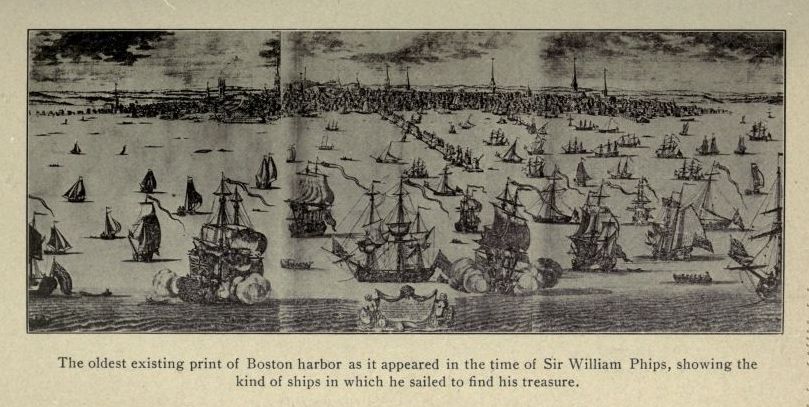 The oldest existing print of Boston harbor as it appeared in the time of Sir William Phips, showing the
kind of ships in which he sailed to find his treasure.